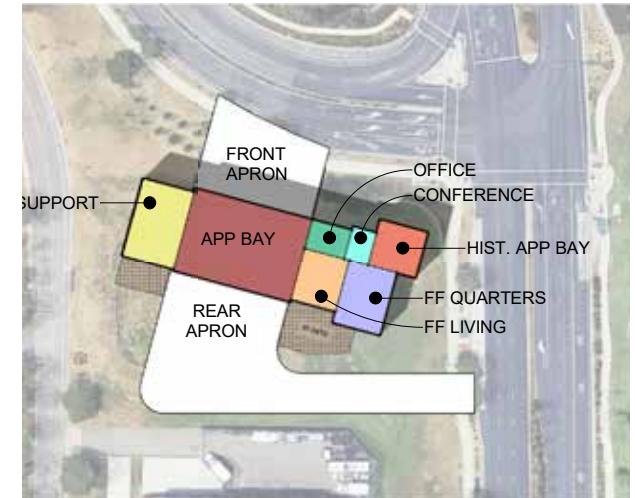 FRONT
APRON
OFFICE
CONFERENCE
SUPPORT
APP BAY
HIST. APP BAY
REAR
APRON
FF QUARTERS
FF LIVING